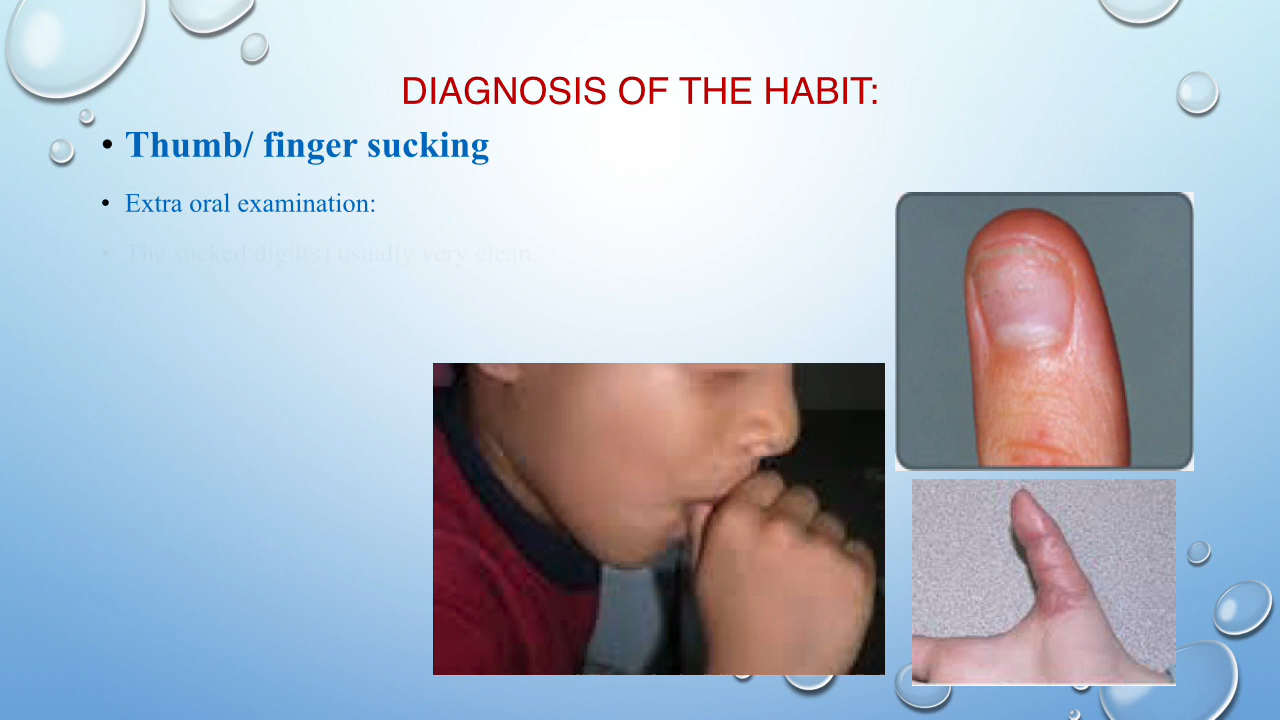 DIAGNOSIS OF THE HABIT:
• Thumb/ finger sucking
• Extra oral examination:
• The sucked digit(s) usually very clean.